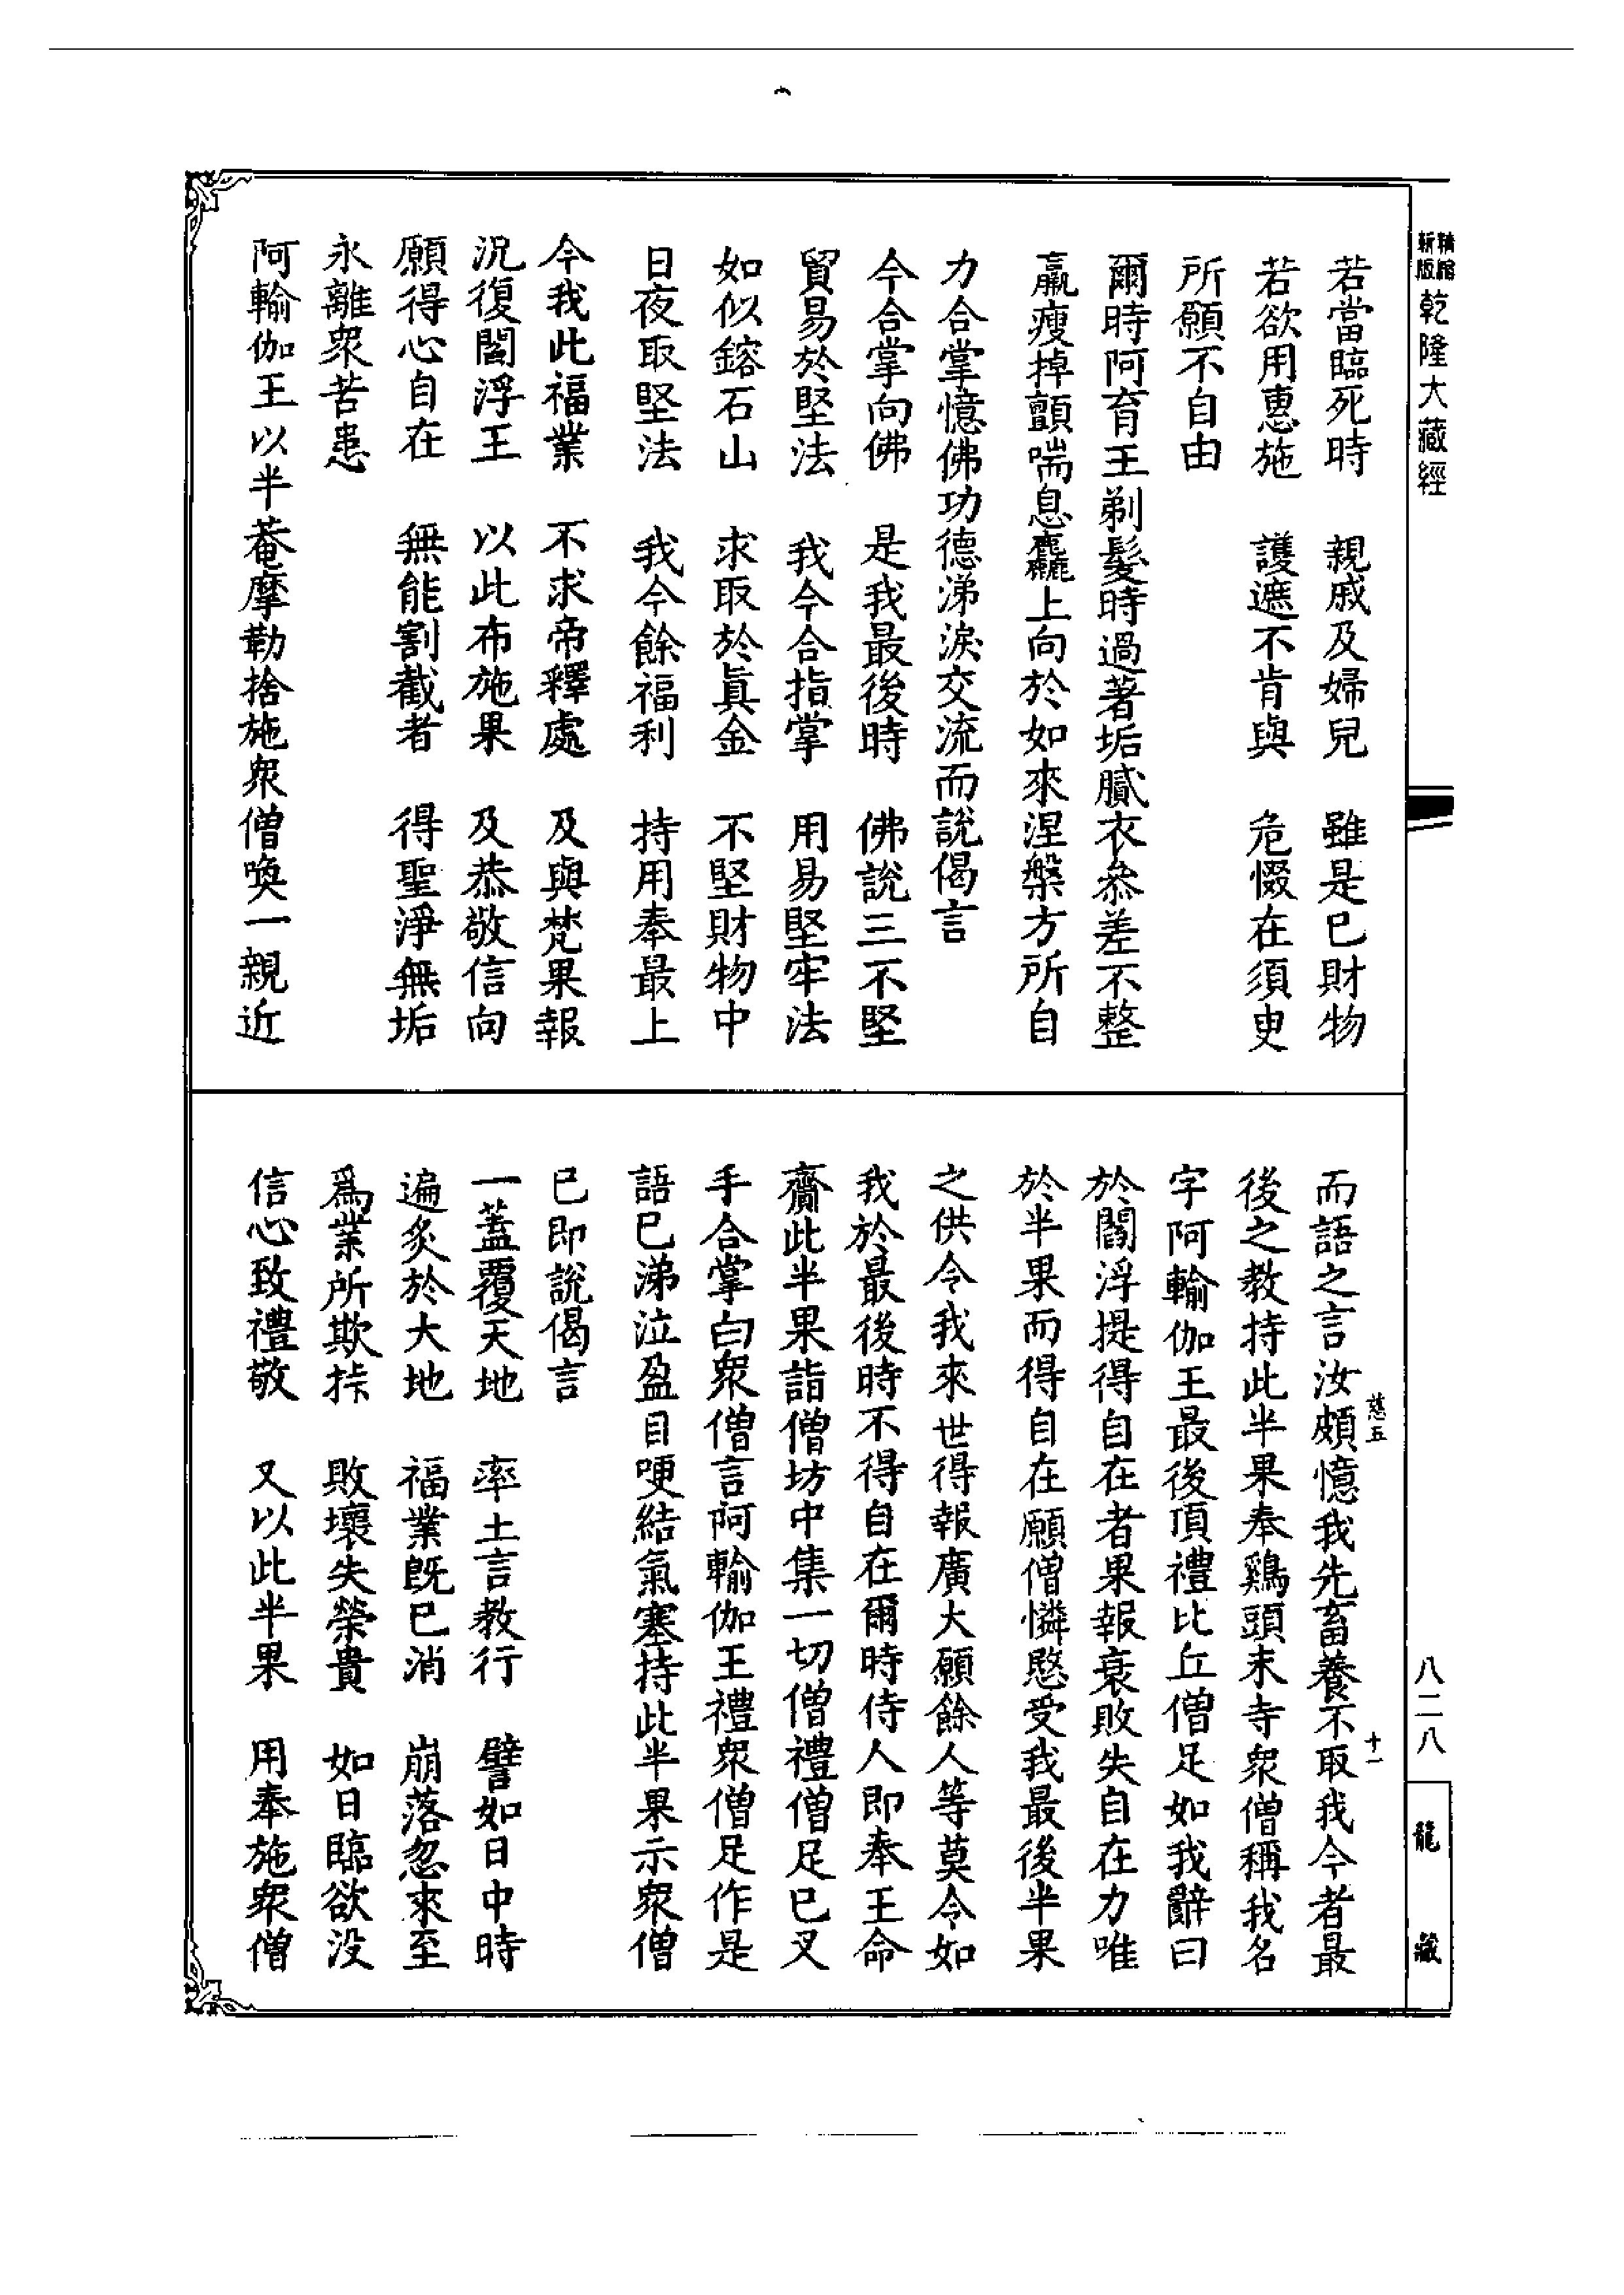 精縮
新版
乾隆大藏經
若當臨死時　親戚及婦兒　雖是已財物
若欲用惠施　護遮不肯與　危惙在須臾
所願不自由
爾時阿育王剃髮時過著垢膩衣叅差不整
羸瘦掉顫喘息麤上向於如來涅槃方所自
力合掌憶佛功德涕淚交流而說偈言
今合掌向佛　是我最後時　佛說三不堅
貿易於堅法　我今合指掌　用易堅牢法
如似鎔石山　求取於眞金　不堅財物中
日夜取堅法　我今餘福利　持用奉最上
今我此福業　不求帝釋處　及與梵果報
況復閻浮王　以此布施果　及恭敬信向
願得心自在　無能割截者　得聖淨無垢
永離衆苦患
阿輸伽王以半菴摩勒捨施衆僧喚一親近
慈五
十一
而語之言汝頗憶我先畜養不取我今者最
後之教持此半果奉鷄頭末寺衆僧稱我名
字阿輸伽王最後頂禮比丘僧足如我辭曰
於閻浮提得自在者果報衰敗失自在力唯
於半果而得自在願僧憐愍受我最後半果
之供令我來世得報廣大願餘人等莫令如
我於最後時不得自在爾時侍人即奉王命
齎此半果詣僧坊中集一切僧禮僧足已叉
手合掌白衆僧言阿輸伽王禮衆僧足作是
語已涕泣盈目哽結氣塞持此半果示衆僧
已即說偈言
一蓋覆天地　率土言教行　譬如日中時
遍炙於大地　福業旣已消　崩落忽來至
爲業所欺㧗　敗壞失榮貴　如日臨欲没
信心致禮敬　又以此半果　用奉施衆僧
八二八
龍藏